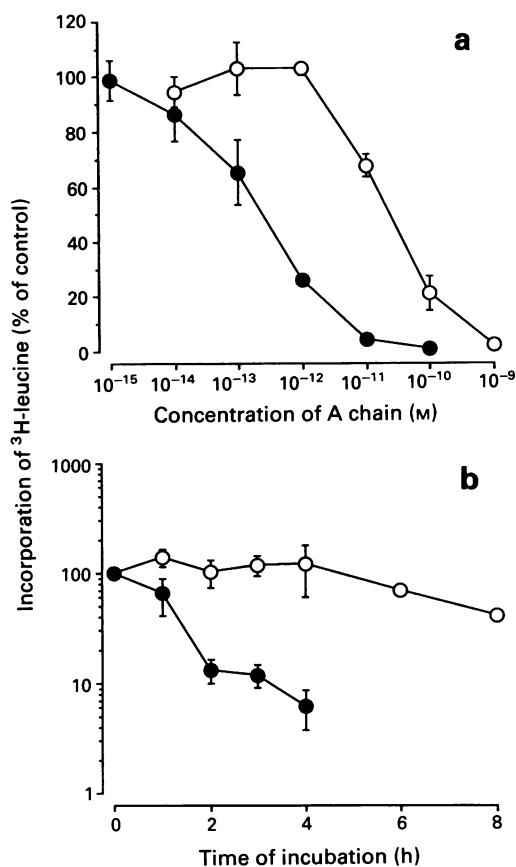 Incorporation of ³H-leucine (% of control)
a
120
100
80
60
40
20
0
10⁻¹⁵ 10⁻¹⁴ 10⁻¹³ 10⁻¹² 10⁻¹¹ 10⁻¹⁰ 10⁻⁹
Concentration of A chain (M)
b
1000
100
10
1
0 2 4 6 8
Time of incubation (h)